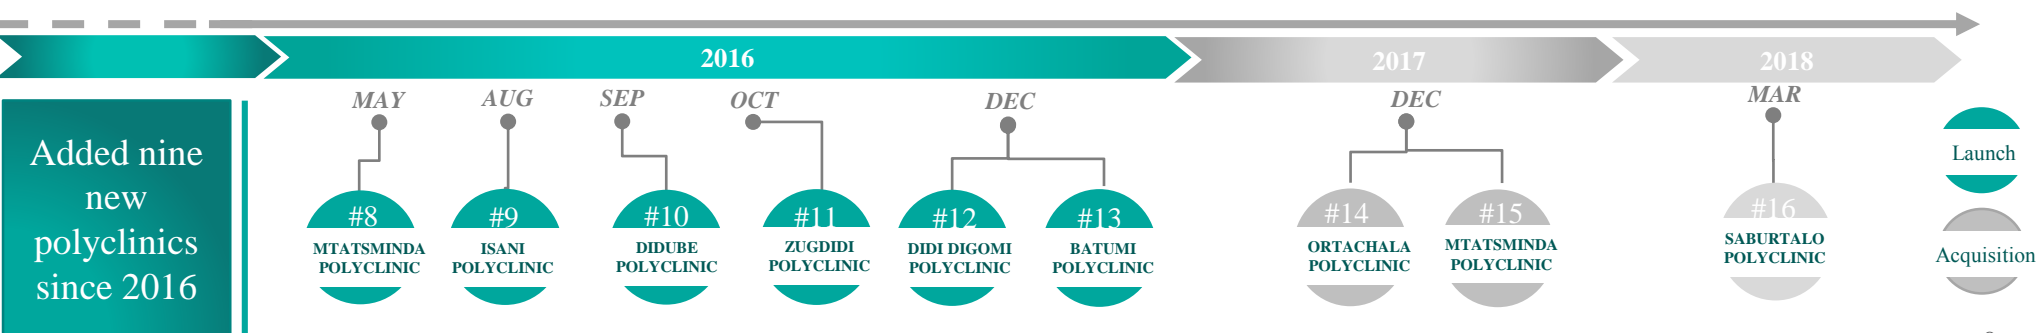 2016
2017
2018
MAY
AUG
SEP
OCT
DEC
DEC
MAR
Added nine
new
polyclinics
since 2016
#8
MTATSMINDA
POLYCLINIC
#9
ISANI
POLYCLINIC
#10
DIDUBE
POLYCLINIC
#11
ZUGDIDI
POLYCLINIC
#12
DIDI DIGOMI
POLYCLINIC
#13
BATUMI
POLYCLINIC
#14
ORTACHALA
POLYCLINIC
#15
MTATSMINDA
POLYCLINIC
#16
SABURTALO
POLYCLINIC
Launch
Acquisition